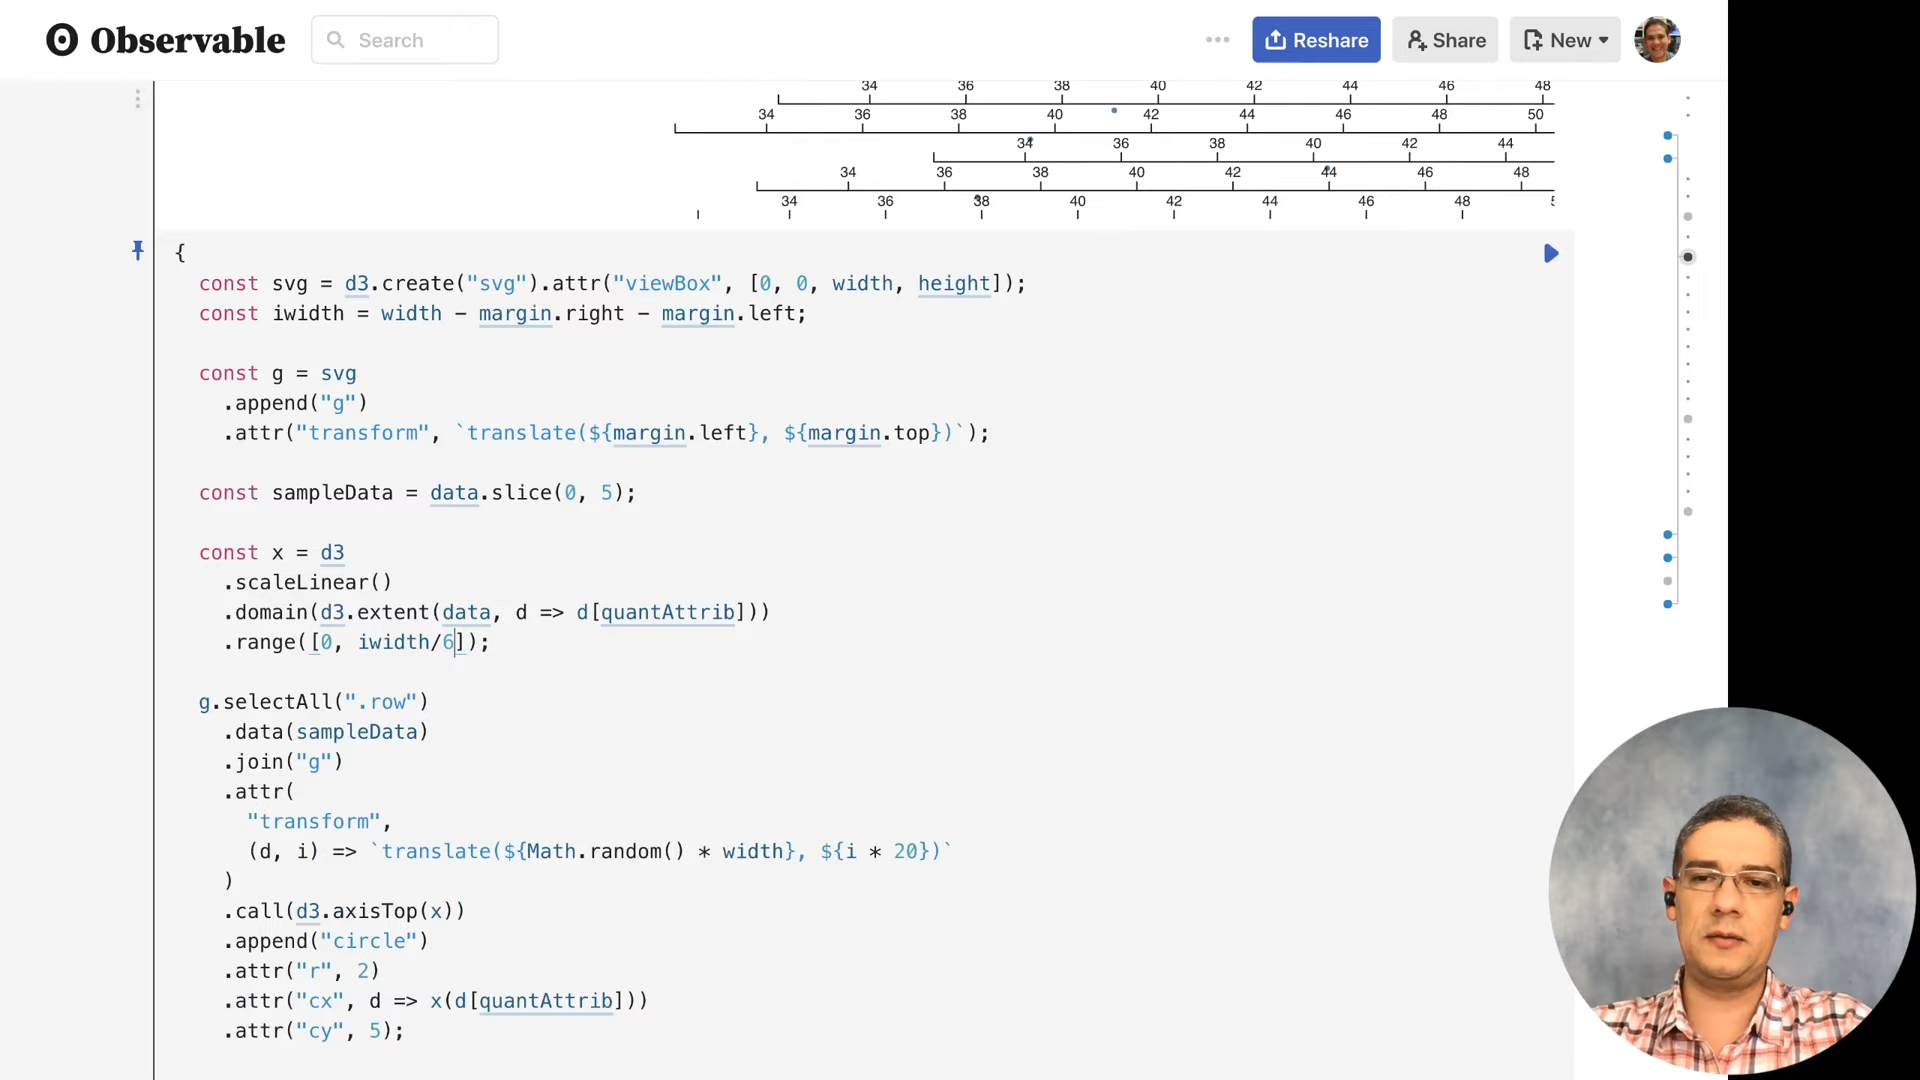 Observable
Search
Reshare
Share
New
34 36 38 40 42 44 46 48
34 36 38 40 42 44 46 48 50
34 36 38 40 42 44
34 36 38 40 42 44 46 48
34 36 38 40 42 44 46 48
{
const svg = d3.create("svg").attr("viewBox", [0, 0, width, height]);
const iwidth = width - margin.right - margin.left;
const g = svg
.append("g")
.attr("transform", `translate(${margin.left}, ${margin.top})`);
const sampleData = data.slice(0, 5);
const x = d3
.scaleLinear()
.domain(d3.extent(data, d => d[quantAttrib]))
.range([0, iwidth/6]);
g.selectAll(".row")
.data(sampleData)
.join("g")
.attr(
"transform",
(d, i) => `translate(${Math.random() * width}, ${i * 20})`
)
.call(d3.axisTop(x))
.append("circle")
.attr("r", 2)
.attr("cx", d => x(d[quantAttrib]))
.attr("cy", 5);